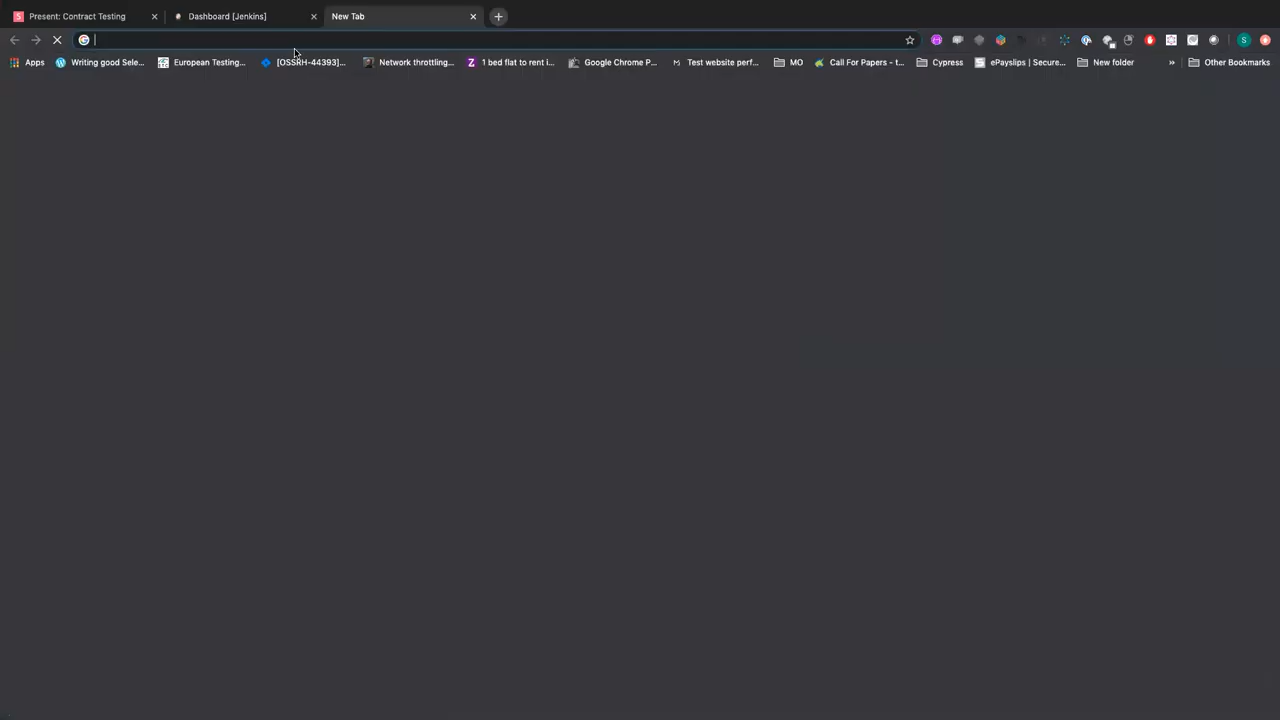 Present: Contract Testing
Dashboard [Jenkins]
New Tab
Apps
Writing good Sele...
European Testing...
[OSSRH-44393]...
Network throttling...
1 bed flat to rent i...
Google Chrome P...
Test website perf...
MO
Call For Papers - t...
Cypress
ePayslips | Secure...
New folder
»
Other Bookmarks